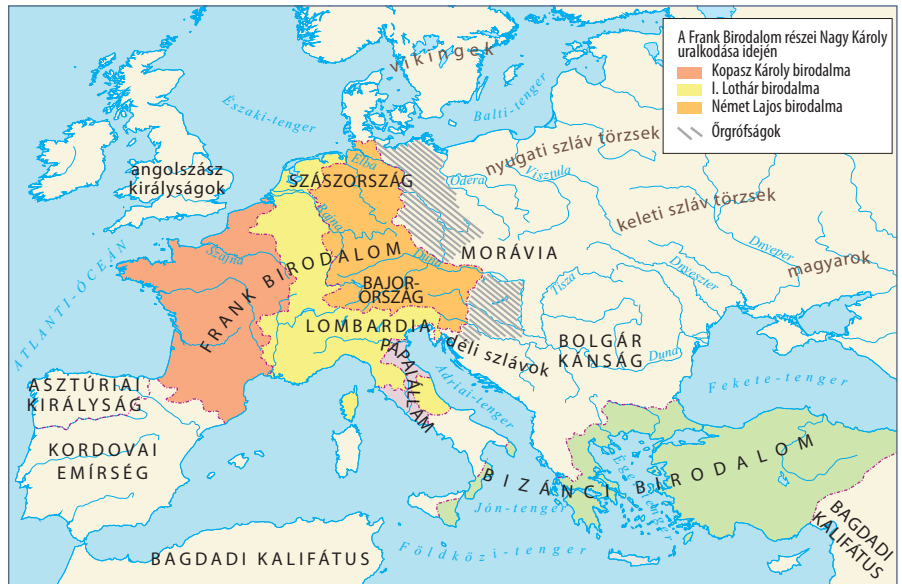 A Frank Birodalom részei Nagy Károly
uralkodása idején
Kopasz Károly birodalma
I. Lothár birodalma
Német Lajos birodalma
Őrgrófságok
vikingek
Északi-tenger
Balti-tenger
nyugati szláv törzsek
angolszász
királyságok
Elba
SZÁSZORSZÁG
Odera
Visztula
keleti szláv törzsek
Rajna
ATLANTI-ÓCEÁN
Szajna
FRANK BIRODALOM
Duna
MORÁVIA
Dnyeper
Dnyeszter
magyarok
Tisza
BAJOR-
ORSZÁG
LOMBARDIA
déli szlávok
BOLGÁR
KÁNSÁG
Duna
PÁPAI ÁLLAM
Adriai-tenger
Fekete-tenger
ASZTÚRIAI
KIRÁLYSÁG
KORDOVAI
EMÍRSÉG
BIZÁNCI BIRODALOM
Égei-tenger
Jón-tenger
BAGDADI KALIFÁTUS
Földközi-tenger
BAGDADI
KALIFÁTUS